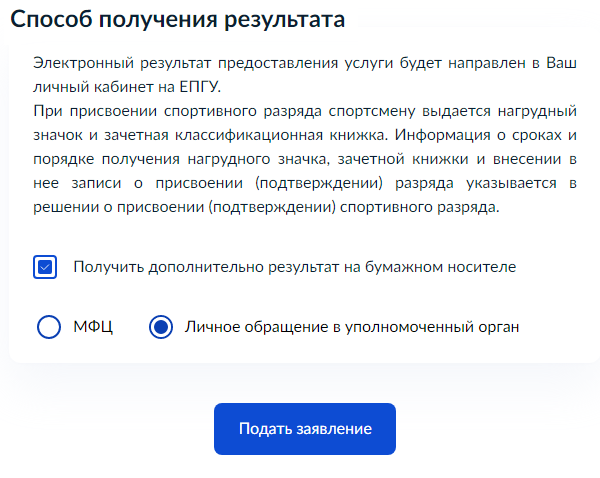 Способ получения результата
Электронный результат предоставления услуги будет направлен в Ваш
личный кабинет на ЕПГУ.
При присвоении спортивного разряда спортсмену выдается нагрудный
значок и зачетная классификационная книжка. Информация о сроках и
порядке получения нагрудного значка, зачетной книжки и внесении в
нее записи о присвоении (подтверждении) разряда указывается в
решении о присвоении (подтверждении) спортивного разряда.
Получить дополнительно результат на бумажном носителе
МФЦ Личное обращение в уполномоченный орган
Подать заявление